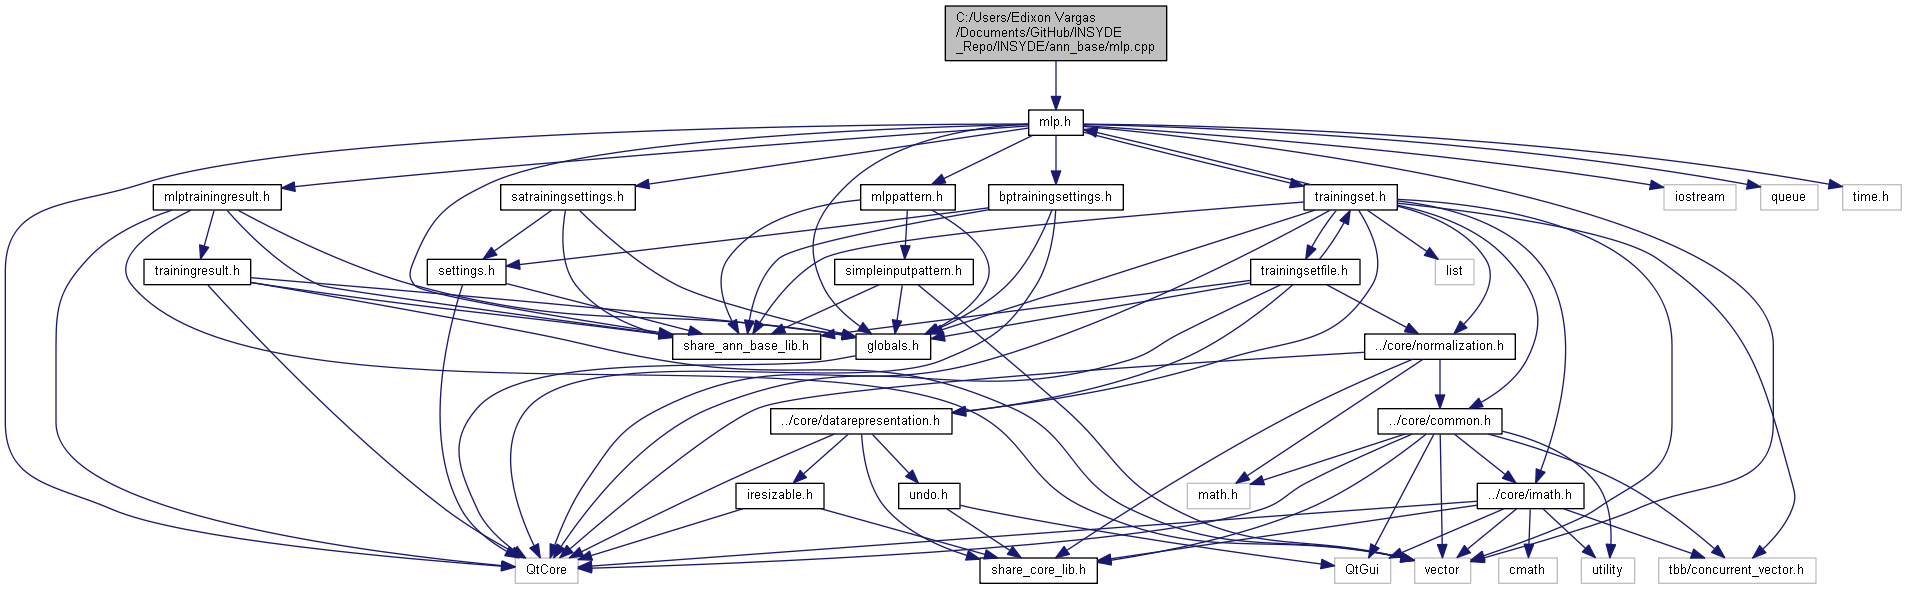 C:/Users/Edixon Vargas
/Documents/GitHub/INSYDE
_Repo/INSYDE/ann_base/mlp.cpp
mlp.h
mlptrainingresult.h
satrainingsettings.h
mlppattern.h
bptrainingsettings.h
trainingset.h
iostream
queue
time.h
trainingresult.h
settings.h
simpleinputpattern.h
trainingsetfile.h
list
share_ann_base_lib.h
globals.h
../core/normalization.h
../core/datarepresentation.h
../core/common.h
iresizable.h
undo.h
math.h
../core/imath.h
QtCore
share_core_lib.h
QtGui
vector
cmath
utility
tbb/concurrent_vector.h